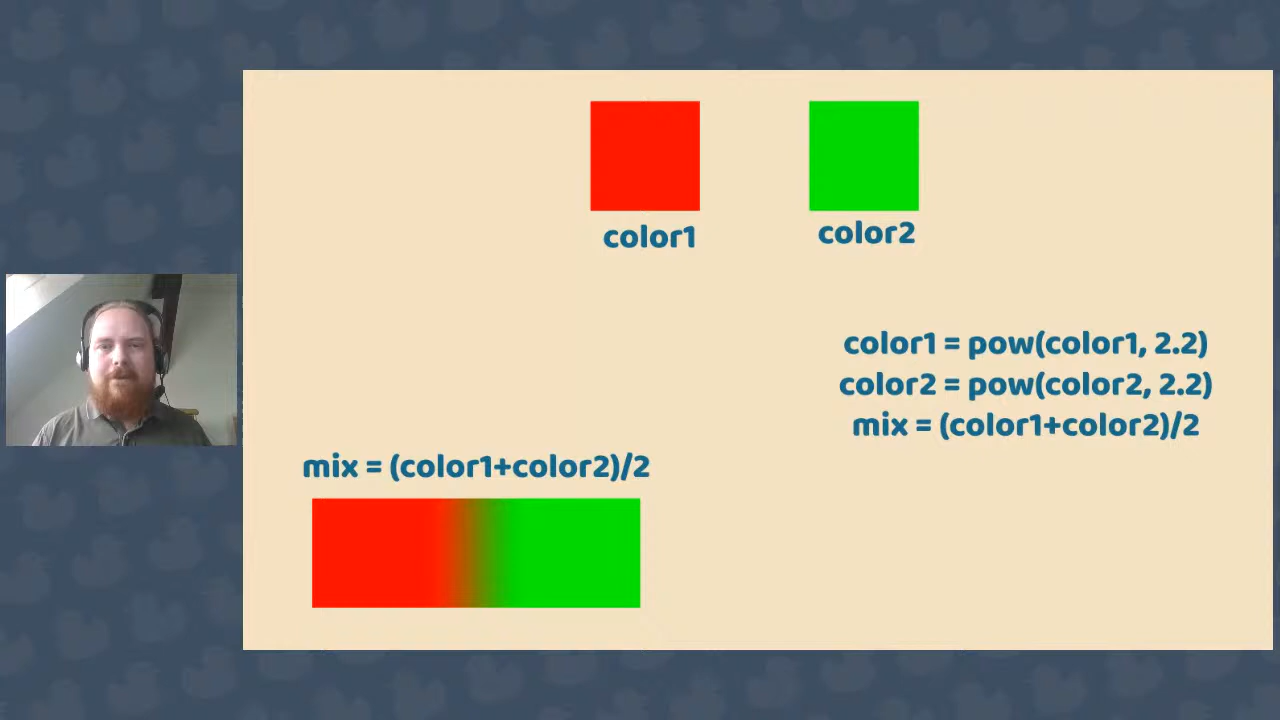 color1
color2
color1 = pow(color1, 2.2)
color2 = pow(color2, 2.2)
mix = (color1+color2)/2
mix = (color1+color2)/2